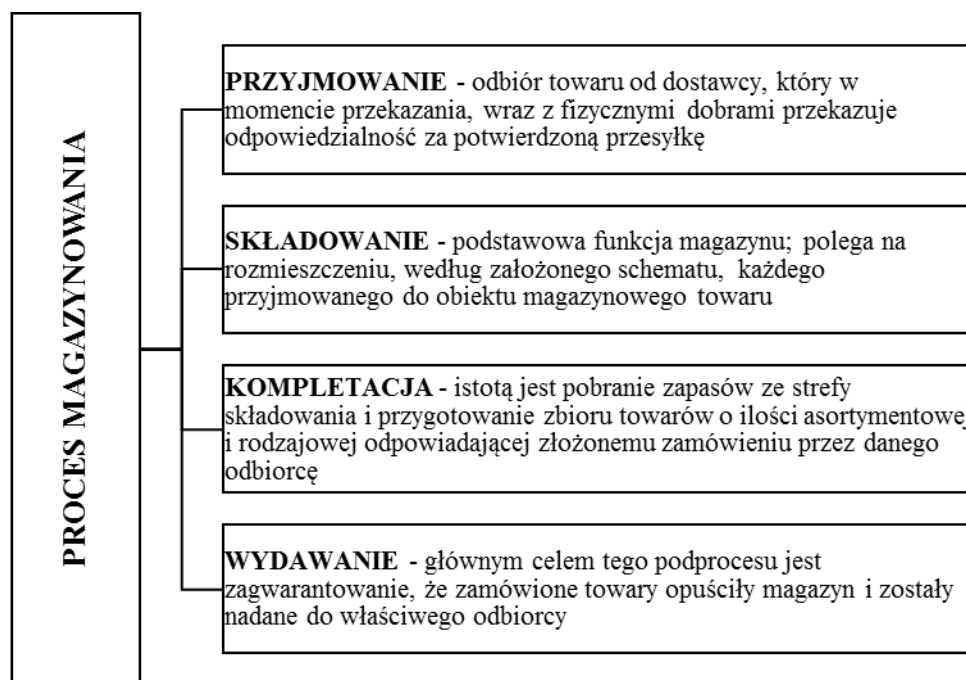 PROCES MAGAZYNOWANIA
PRZYJMOWANIE - odbiór towaru od dostawcy, który w
momencie przekazania, wraz z fizycznymi dobrami przekazuje
odpowiedzialność za potwierdzoną przesyłkę
SKŁADOWANIE - podstawowa funkcja magazynu; polega na
rozmieszczeniu, według założonego schematu, każdego
przyjmowanego do obiektu magazynowego towaru
KOMPLETACJA - istotą jest pobranie zapasów ze strefy
składowania i przygotowanie zbioru towarów o ilości asortymentowej
i rodzajowej odpowiadającej złożonemu zamówieniu przez danego
odbiorcę
WYDAWANIE - głównym celem tego podprocesu jest
zagwarantowanie, że zamówione towary opuściły magazyn i zostały
nadane do właściwego odbiorcy